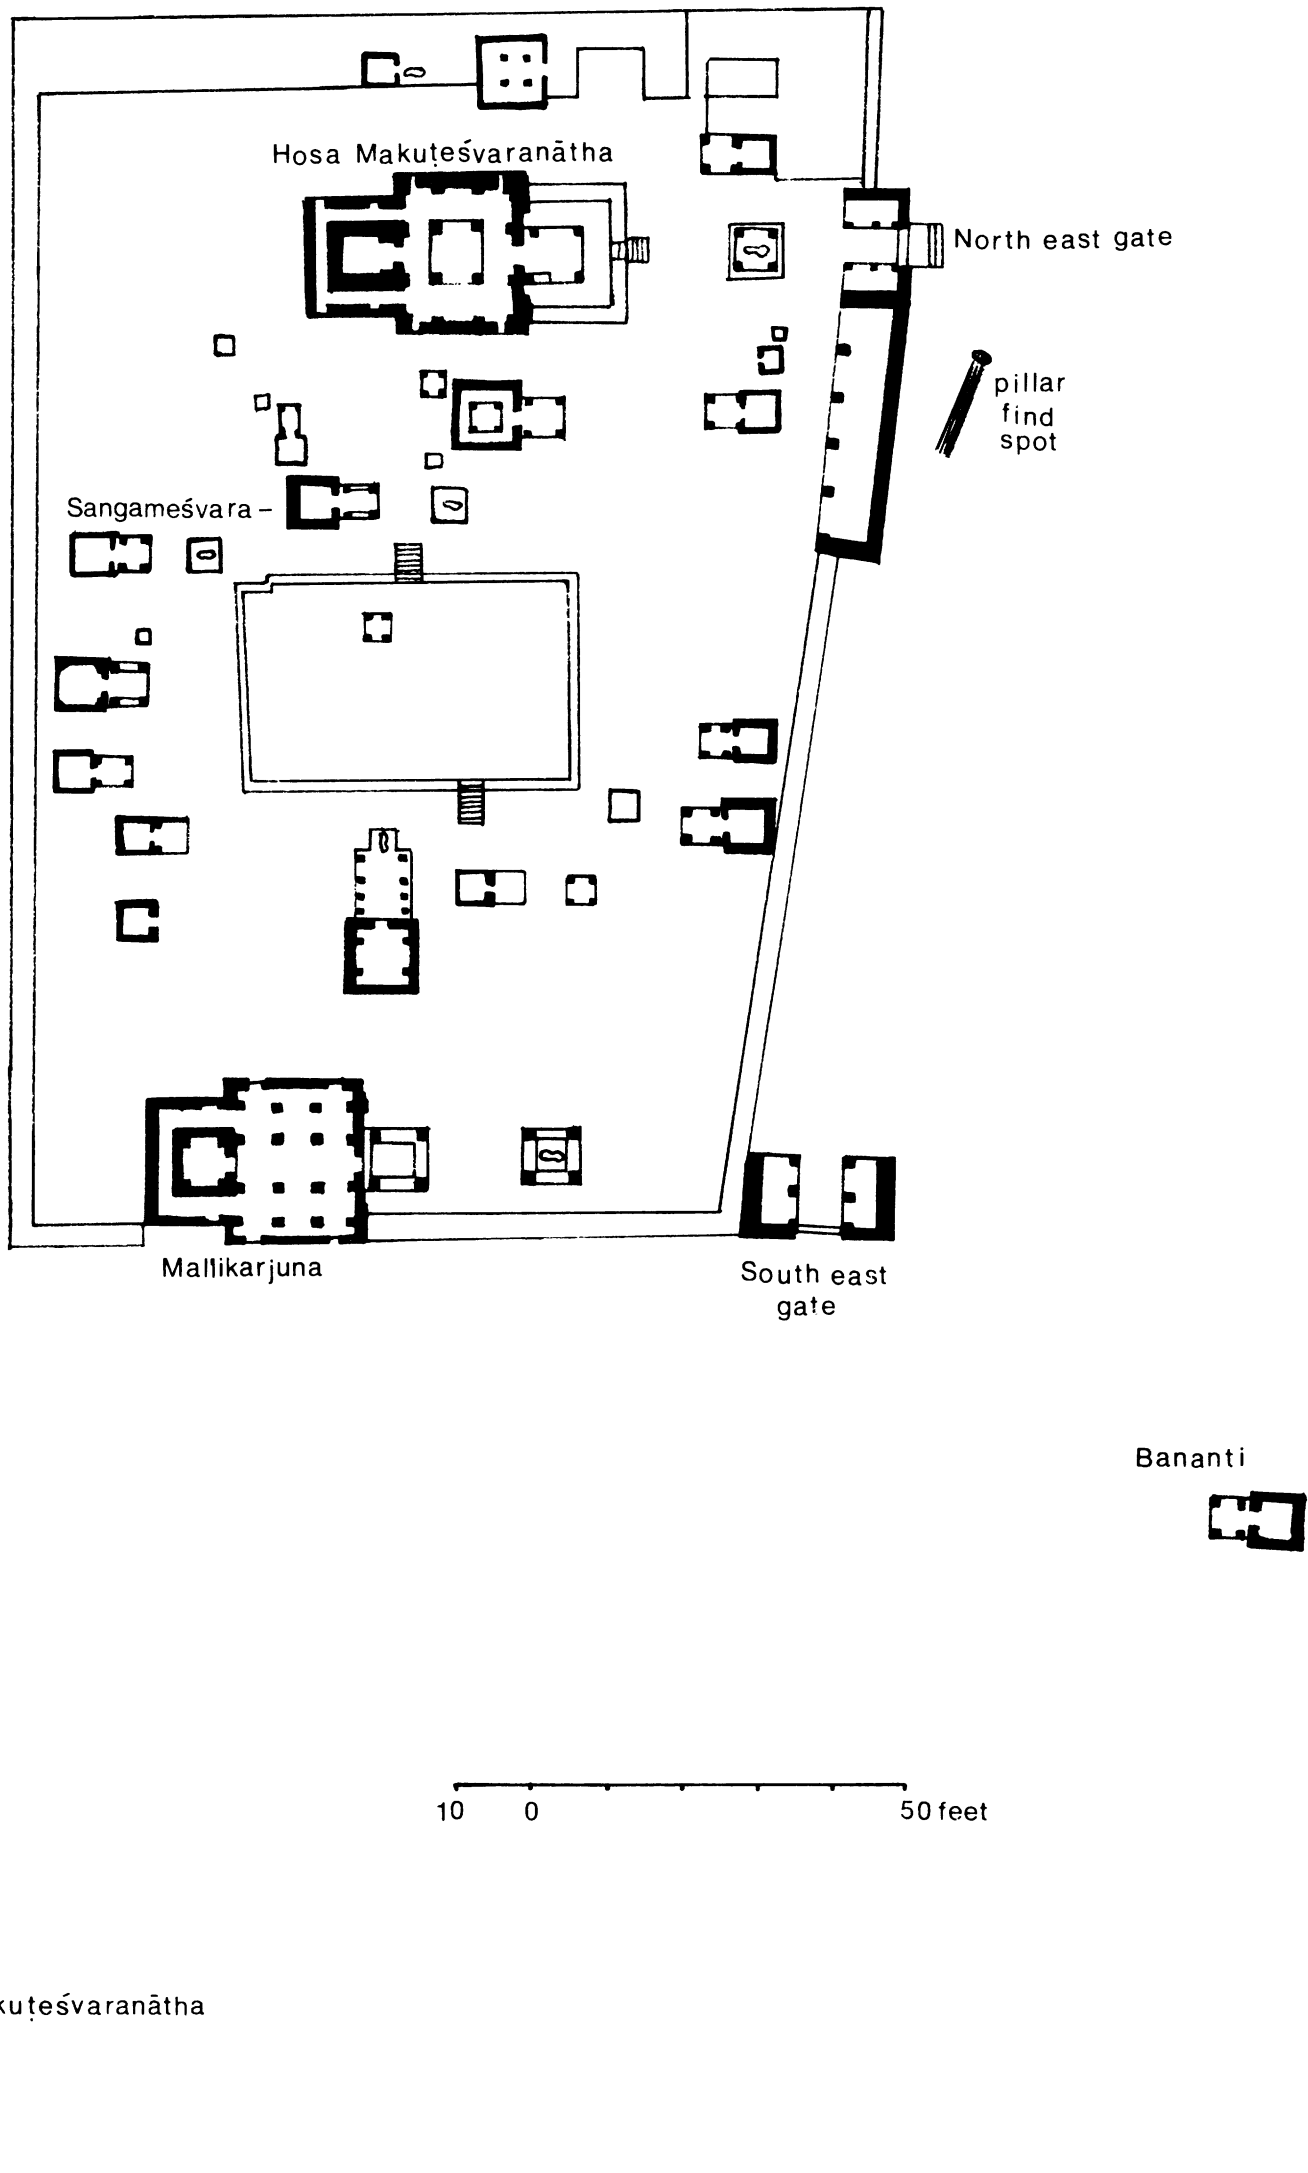 Hosa Makuṭeśvaranātha
North east gate
pillar
find
spot
Sangameśvara –
Mallikarjuna
South east
gate
Bananti
10 0 50 feet
kuṭeśvaranātha